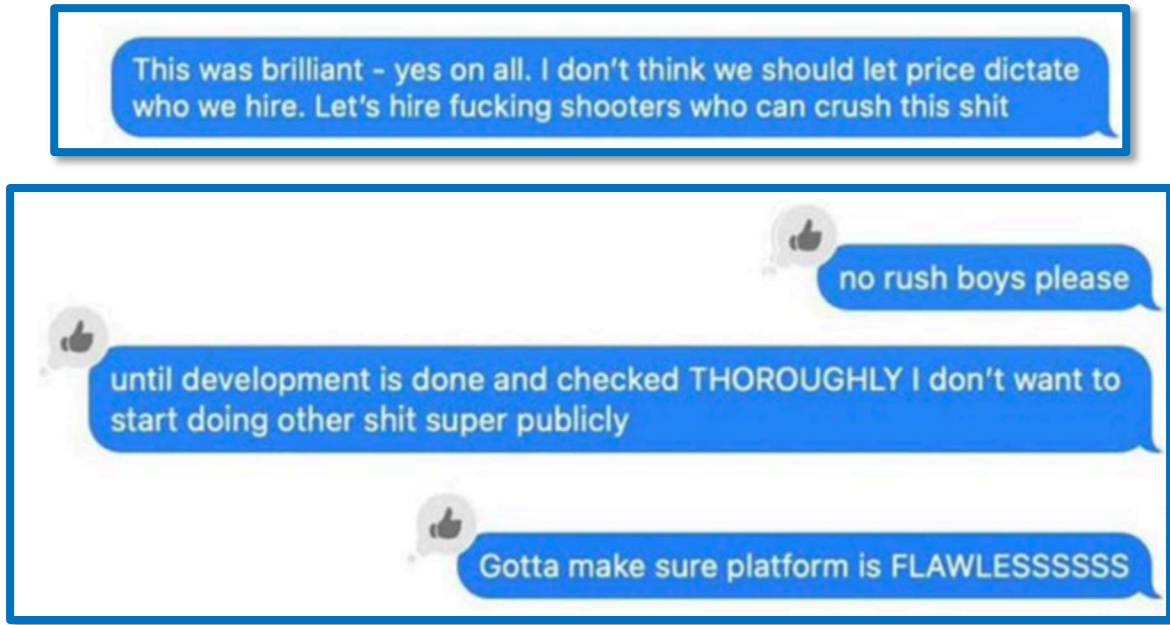 This was brilliant - yes on all. I don't think we should let price dictate
who we hire. Let's hire fucking shooters who can crush this shit
no rush boys please
until development is done and checked THOROUGHLY I don't want to
start doing other shit super publicly
Gotta make sure platform is FLAWLESSSSSS